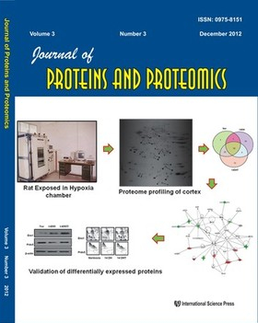 ISSN: 0975-8151
Volume 3 Number 3 December 2012
Journal of
PROTEINS AND PROTEOMICS
Rat Exposed in Hypoxia
chamber
Proteome profiling of cortex
Validation of differentially expressed proteins
International Science Press
Journal of Proteins and Proteomics
Volume 3 Number 3 2012